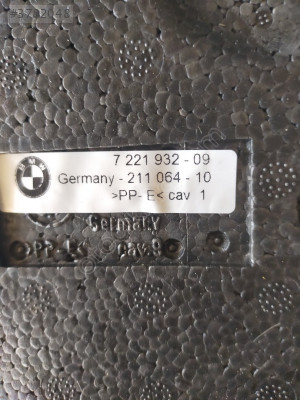 7 221 932 - 09
Germany - 211 064 - 10
>PP- E< cav 1
Germany